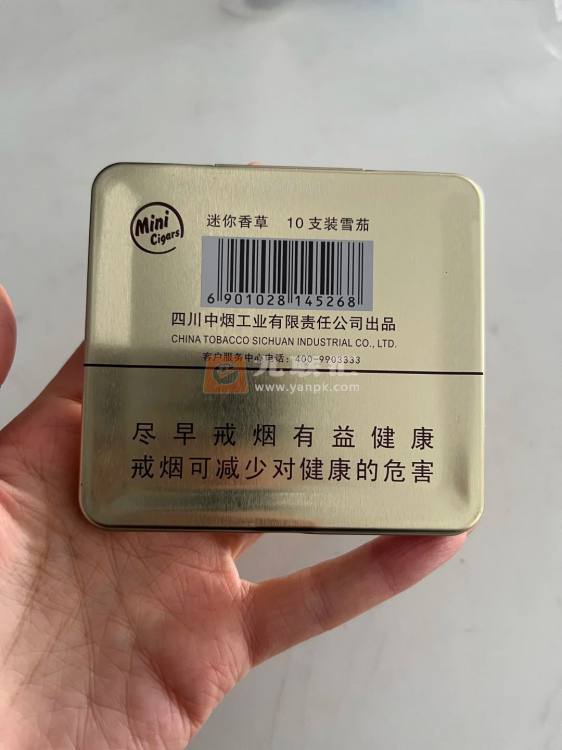 Mini
Cigars
迷你香草 10支装雪茄
6 901028 145268
四川中烟工业有限责任公司出品
CHINA TOBACCO SICHUAN INDUSTRIAL CO., LTD.
客户服务中心电话：400-9903333
www.yanpk.com
尽早戒烟有益健康
戒烟可减少对健康的危害